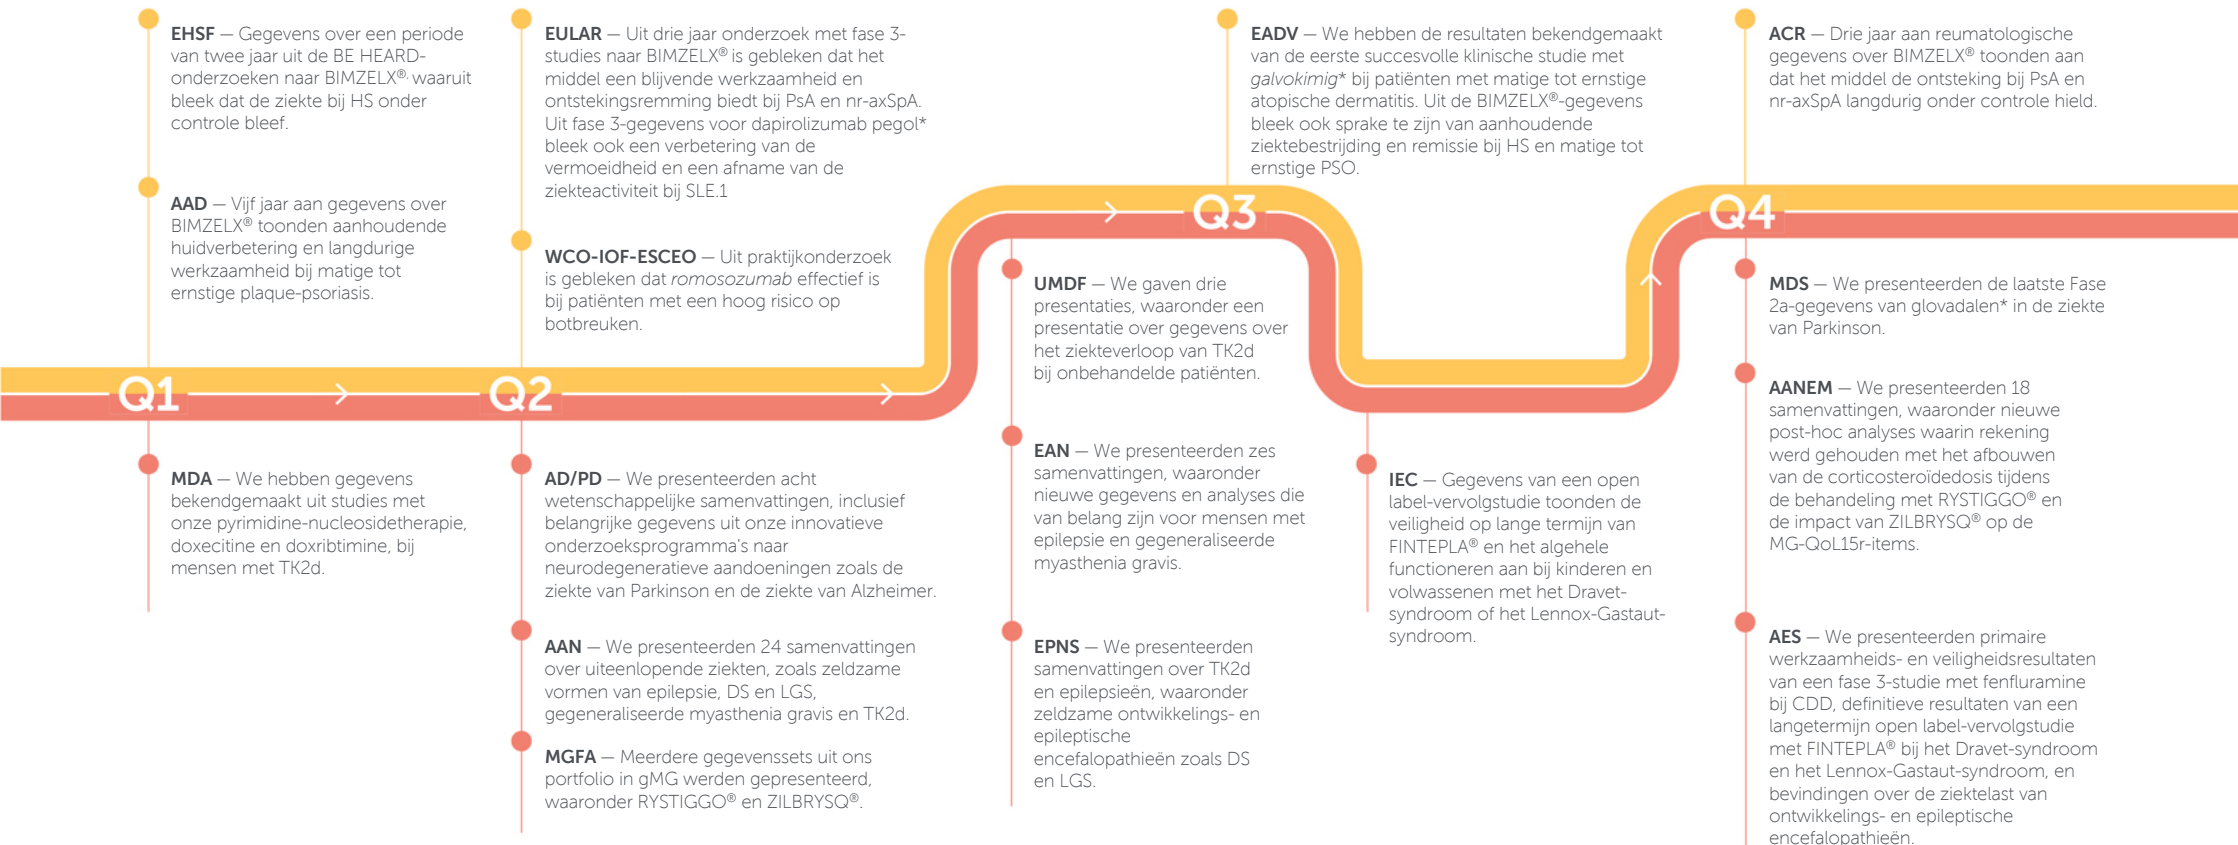 EHSF — Gegevens over een periode
van twee jaar uit de BE HEARD-
onderzoeken naar BIMZELX®, waaruit
bleek dat de ziekte bij HS onder
controle bleef.
AAD — Vijf jaar aan gegevens over
BIMZELX® toonden aanhoudende
huidverbetering en langdurige
werkzaamheid bij matige tot
ernstige plaque-psoriasis.
Q1
MDA — We hebben gegevens
bekendgemaakt uit studies met
onze pyrimidine-nucleosidetherapie,
doxecitine en doxribtimine, bij
mensen met TK2d.
EULAR — Uit drie jaar onderzoek met fase 3-
studies naar BIMZELX® is gebleken dat het
middel een blijvende werkzaamheid en
ontstekingsremming biedt bij PsA en nr-axSpA.
Uit fase 3-gegevens voor dapirolizumab pegol*
bleek ook een verbetering van de
vermoeidheid en een afname van de
ziekteactiviteit bij SLE.1
WCO-IOF-ESCEO — Uit praktijkonderzoek
is gebleken dat romosozumab effectief is
bij patiënten met een hoog risico op
botbreuken.
Q2
AD/PD — We presenteerden acht
wetenschappelijke samenvattingen, inclusief
belangrijke gegevens uit onze innovatieve
onderzoeksprogramma's naar
neurodegeneratieve aandoeningen zoals de
ziekte van Parkinson en de ziekte van Alzheimer.
AAN — We presenteerden 24 samenvattingen
over uiteenlopende ziekten, zoals zeldzame
vormen van epilepsie, DS en LGS,
gegeneraliseerde myasthenia gravis en TK2d.
MGFA — Meerdere gegevenssets uit ons
portfolio in gMG werden gepresenteerd,
waaronder RYSTIGGO® en ZILBRYSQ®.
EADV — We hebben de resultaten bekendgemaakt
van de eerste succesvolle klinische studie met
galvokimig* bij patiënten met matige tot ernstige
atopische dermatitis. Uit de BIMZELX®-gegevens
bleek ook sprake te zijn van aanhoudende
ziektebestrijding en remissie bij HS en matige tot
ernstige PSO.
Q3
UMDF — We gaven drie
presentaties, waaronder een
presentatie over gegevens over
het ziekteverloop van TK2d
bij onbehandelde patiënten.
EAN — We presenteerden zes
samenvattingen, waaronder
nieuwe gegevens en analyses die
van belang zijn voor mensen met
epilepsie en gegeneraliseerde
myasthenia gravis.
EPNS — We presenteerden
samenvattingen over TK2d
en epilepsieën, waaronder
zeldzame ontwikkelings- en
epileptische
encefalopathieën zoals DS
en LGS.
IEC — Gegevens van een open
label-vervolgstudie toonden de
veiligheid op lange termijn van
FINTEPLA® en het algehele
functioneren aan bij kinderen en
volwassenen met het Dravet-
syndroom of het Lennox-Gastaut-
syndroom.
ACR — Drie jaar aan reumatologische
gegevens over BIMZELX® toonden aan
dat het middel de ontsteking bij PsA en
nr-axSpA langdurig onder controle hield.
Q4
MDS — We presenteerden de laatste Fase
2a-gegevens van glovadalen* in de ziekte
van Parkinson.
AANEM — We presenteerden 18
samenvattingen, waaronder nieuwe
post-hoc analyses waarin rekening
werd gehouden met het afbouwen
van de corticosteroïdedosis tijdens
de behandeling met RYSTIGGO® en
de impact van ZILBRYSQ® op de
MG-QoL15r-items.
AES — We presenteerden primaire
werkzaamheids- en veiligheidsresultaten
van een fase 3-studie met fenfluramine
bij CDD, definitieve resultaten van een
langetermijn open label-vervolgstudie
met FINTEPLA® bij het Dravet-syndroom
en het Lennox-Gastaut-syndroom, en
bevindingen over de ziektelast van
ontwikkelings- en epileptische
encefalopathieën.